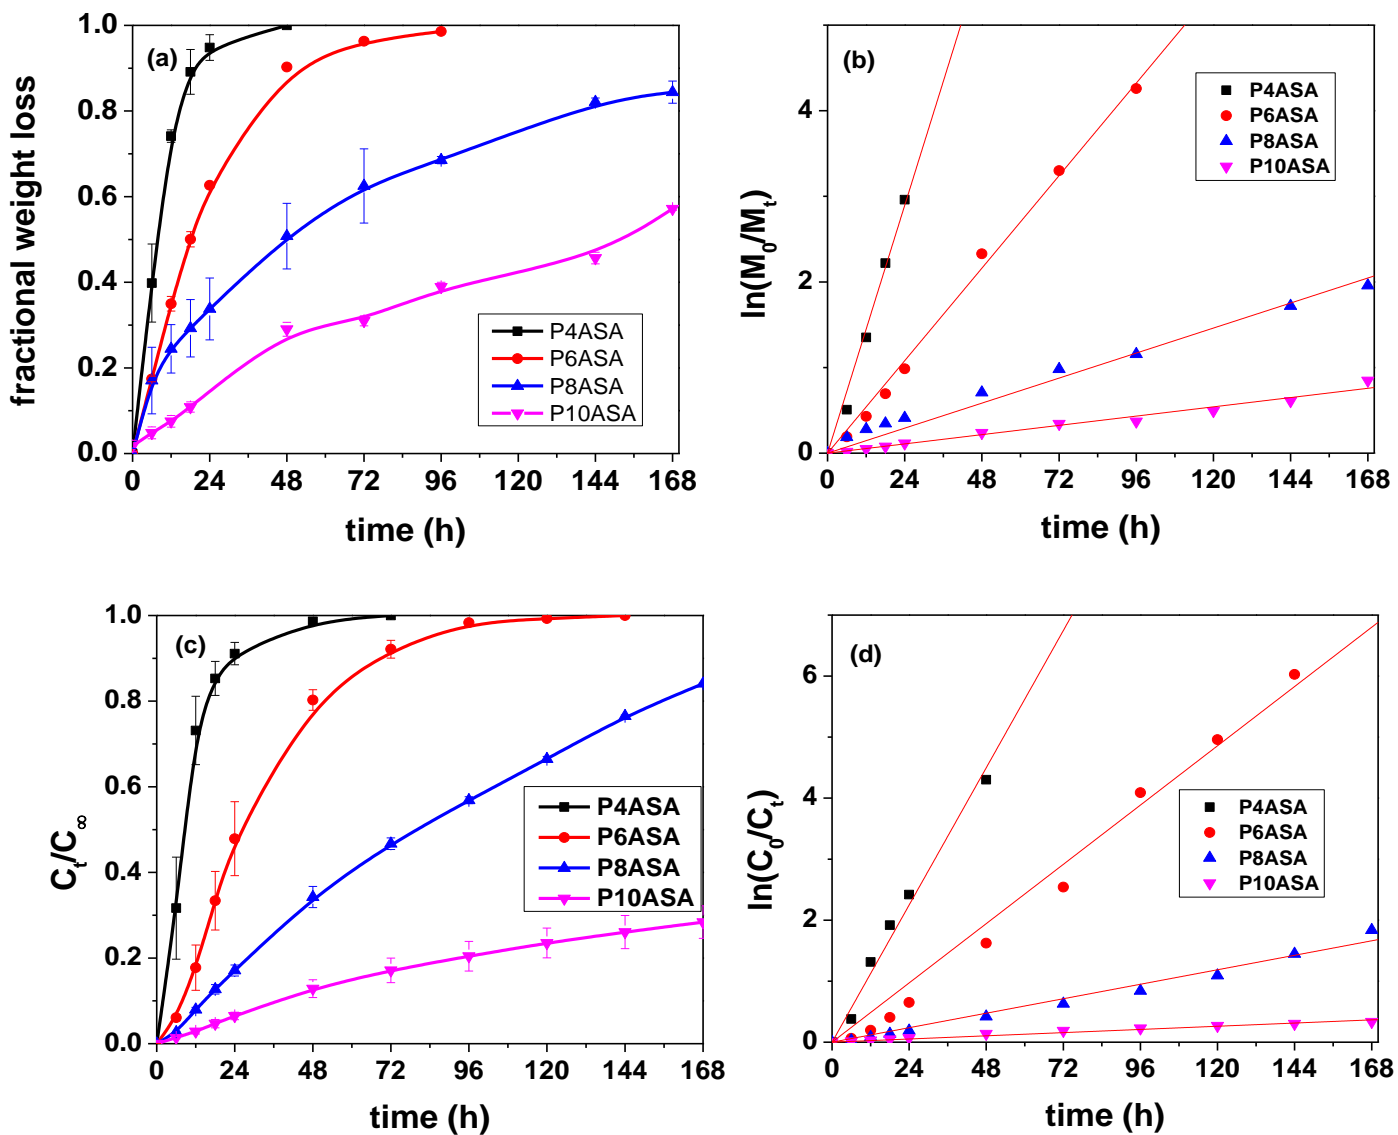 (a)
fractional weight loss
1.0
0.8
0.6
0.4
0.2
0.0
0 24 48 72 96 120 144 168
time (h)
P4ASA
P6ASA
P8ASA
P10ASA
(b)
ln(M0/Mt)
4
2
0
0 24 48 72 96 120 144 168
time (h)
P4ASA
P6ASA
P8ASA
P10ASA
(c)
Ct/C∞
1.0
0.8
0.6
0.4
0.2
0.0
0 24 48 72 96 120 144 168
time (h)
P4ASA
P6ASA
P8ASA
P10ASA
(d)
ln(C0/Ct)
6
4
2
0
0 24 48 72 96 120 144 168
time (h)
P4ASA
P6ASA
P8ASA
P10ASA